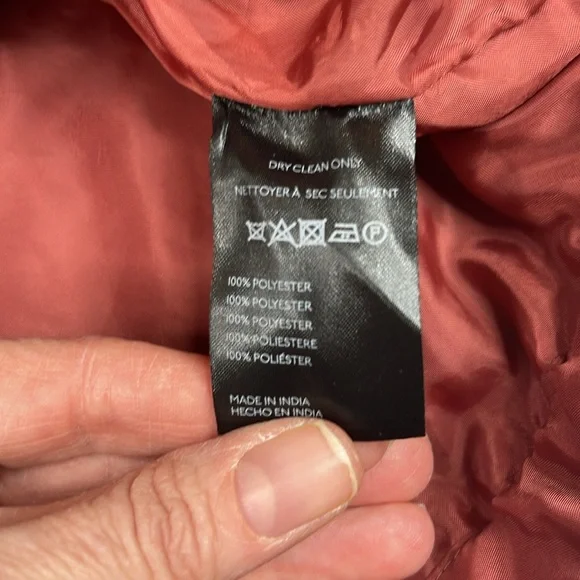 DRY CLEAN ONLY
NETTOYER À SEC SEULEMENT
P
100% POLYESTER
100% POLYESTER
100% POLYESTER
100% POLIESTERE
100% POLIÉSTER
MADE IN INDIA
HECHO EN INDIA